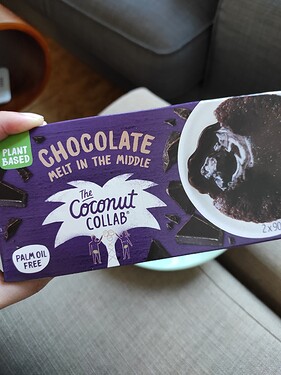 PLANT
BASED
CHOCOLATE
MELT IN THE MIDDLE
The
Coconut
COLLAB
PALM OIL
FREE